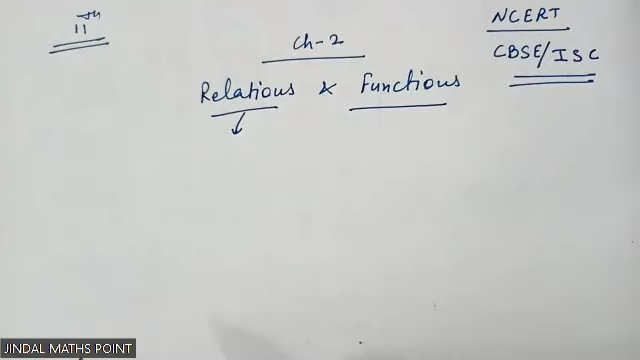 11th
NCERT
CBSE/ISC
Ch-2
Relations & Functions
JINDAL MATHS POINT